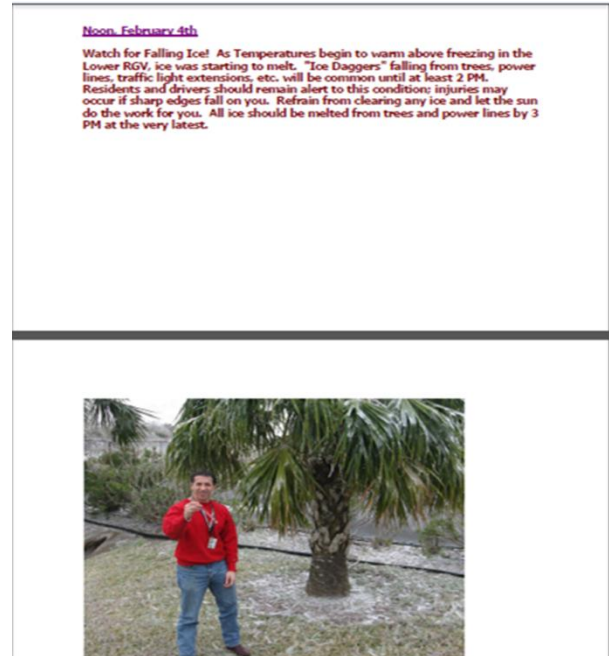 Noon, February 4th
Watch for Falling Ice!  As Temperatures begin to warm above freezing in the
Lower RGV, ice was starting to melt.  "Ice Daggers" falling from trees, power
lines, traffic light extensions, etc. will be common until at least 2 PM.
Residents and drivers should remain alert to this condition; injuries may
occur if sharp edges fall on you.  Refrain from clearing any ice and let the sun
do the work for you.  All ice should be melted from trees and power lines by 3
PM at the very latest.